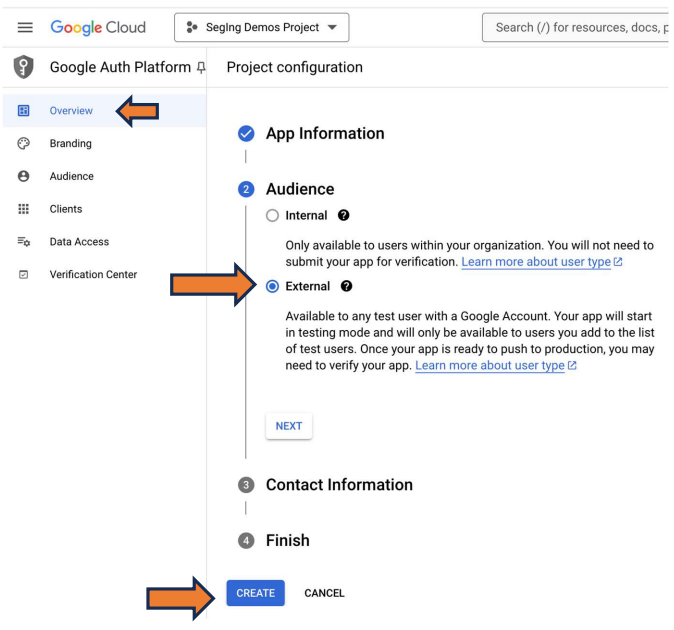 Google Cloud
SegIng Demos Project
Search (/) for resources, docs, p
Google Auth Platform
Project configuration
Overview
Branding
Audience
Clients
Data Access
Verification Center
App Information
2 Audience
Internal ?
Only available to users within your organization. You will not need to
submit your app for verification. Learn more about user type
External ?
Available to any test user with a Google Account. Your app will start
in testing mode and will only be available to users you add to the list
of test users. Once your app is ready to push to production, you may
need to verify your app. Learn more about user type
NEXT
3 Contact Information
4 Finish
CREATE CANCEL